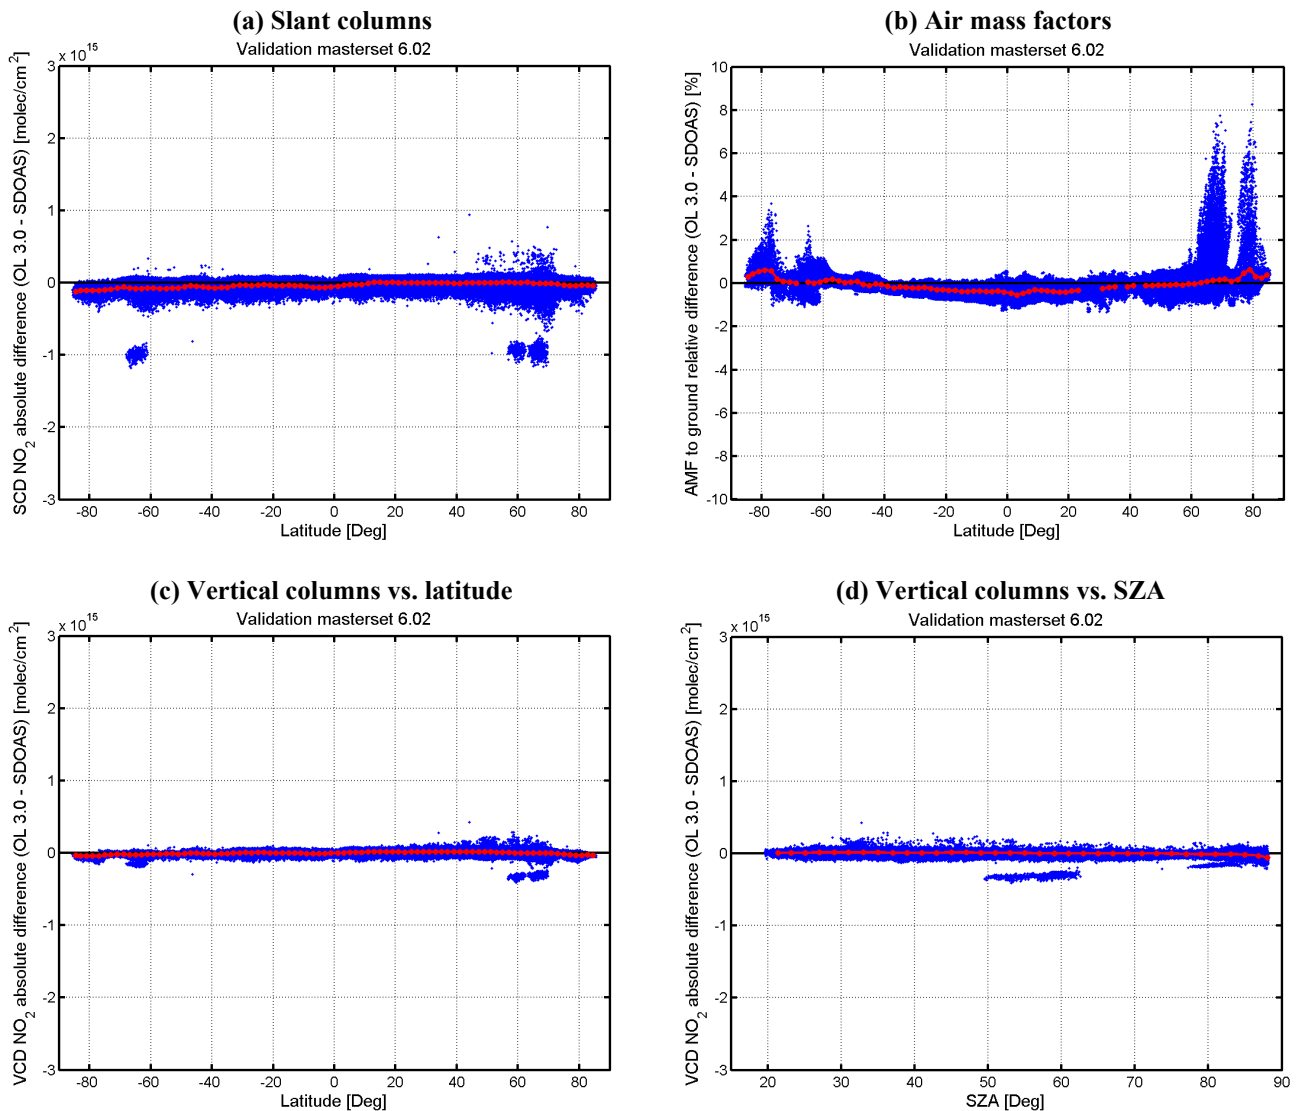 (a) Slant columns
Validation masterset 6.02
x 10^15
SCD NO2 absolute difference (OL 3.0 - SDOAS) [molec/cm^2]
3
2
1
0
-1
-2
-3
-80 -60 -40 -20 0 20 40 60 80
Latitude [Deg]
(b) Air mass factors
Validation masterset 6.02
AMF to ground relative difference (OL 3.0 - SDOAS) [%]
10
8
6
4
2
0
-2
-4
-6
-8
-10
-80 -60 -40 -20 0 20 40 60 80
Latitude [Deg]
(c) Vertical columns vs. latitude
Validation masterset 6.02
x 10^15
VCD NO2 absolute difference (OL 3.0 - SDOAS) [molec/cm^2]
3
2
1
0
-1
-2
-3
-80 -60 -40 -20 0 20 40 60 80
Latitude [Deg]
(d) Vertical columns vs. SZA
Validation masterset 6.02
x 10^15
VCD NO2 absolute difference (OL 3.0 - SDOAS) [molec/cm^2]
3
2
1
0
-1
-2
-3
20 30 40 50 60 70 80 90
SZA [Deg]